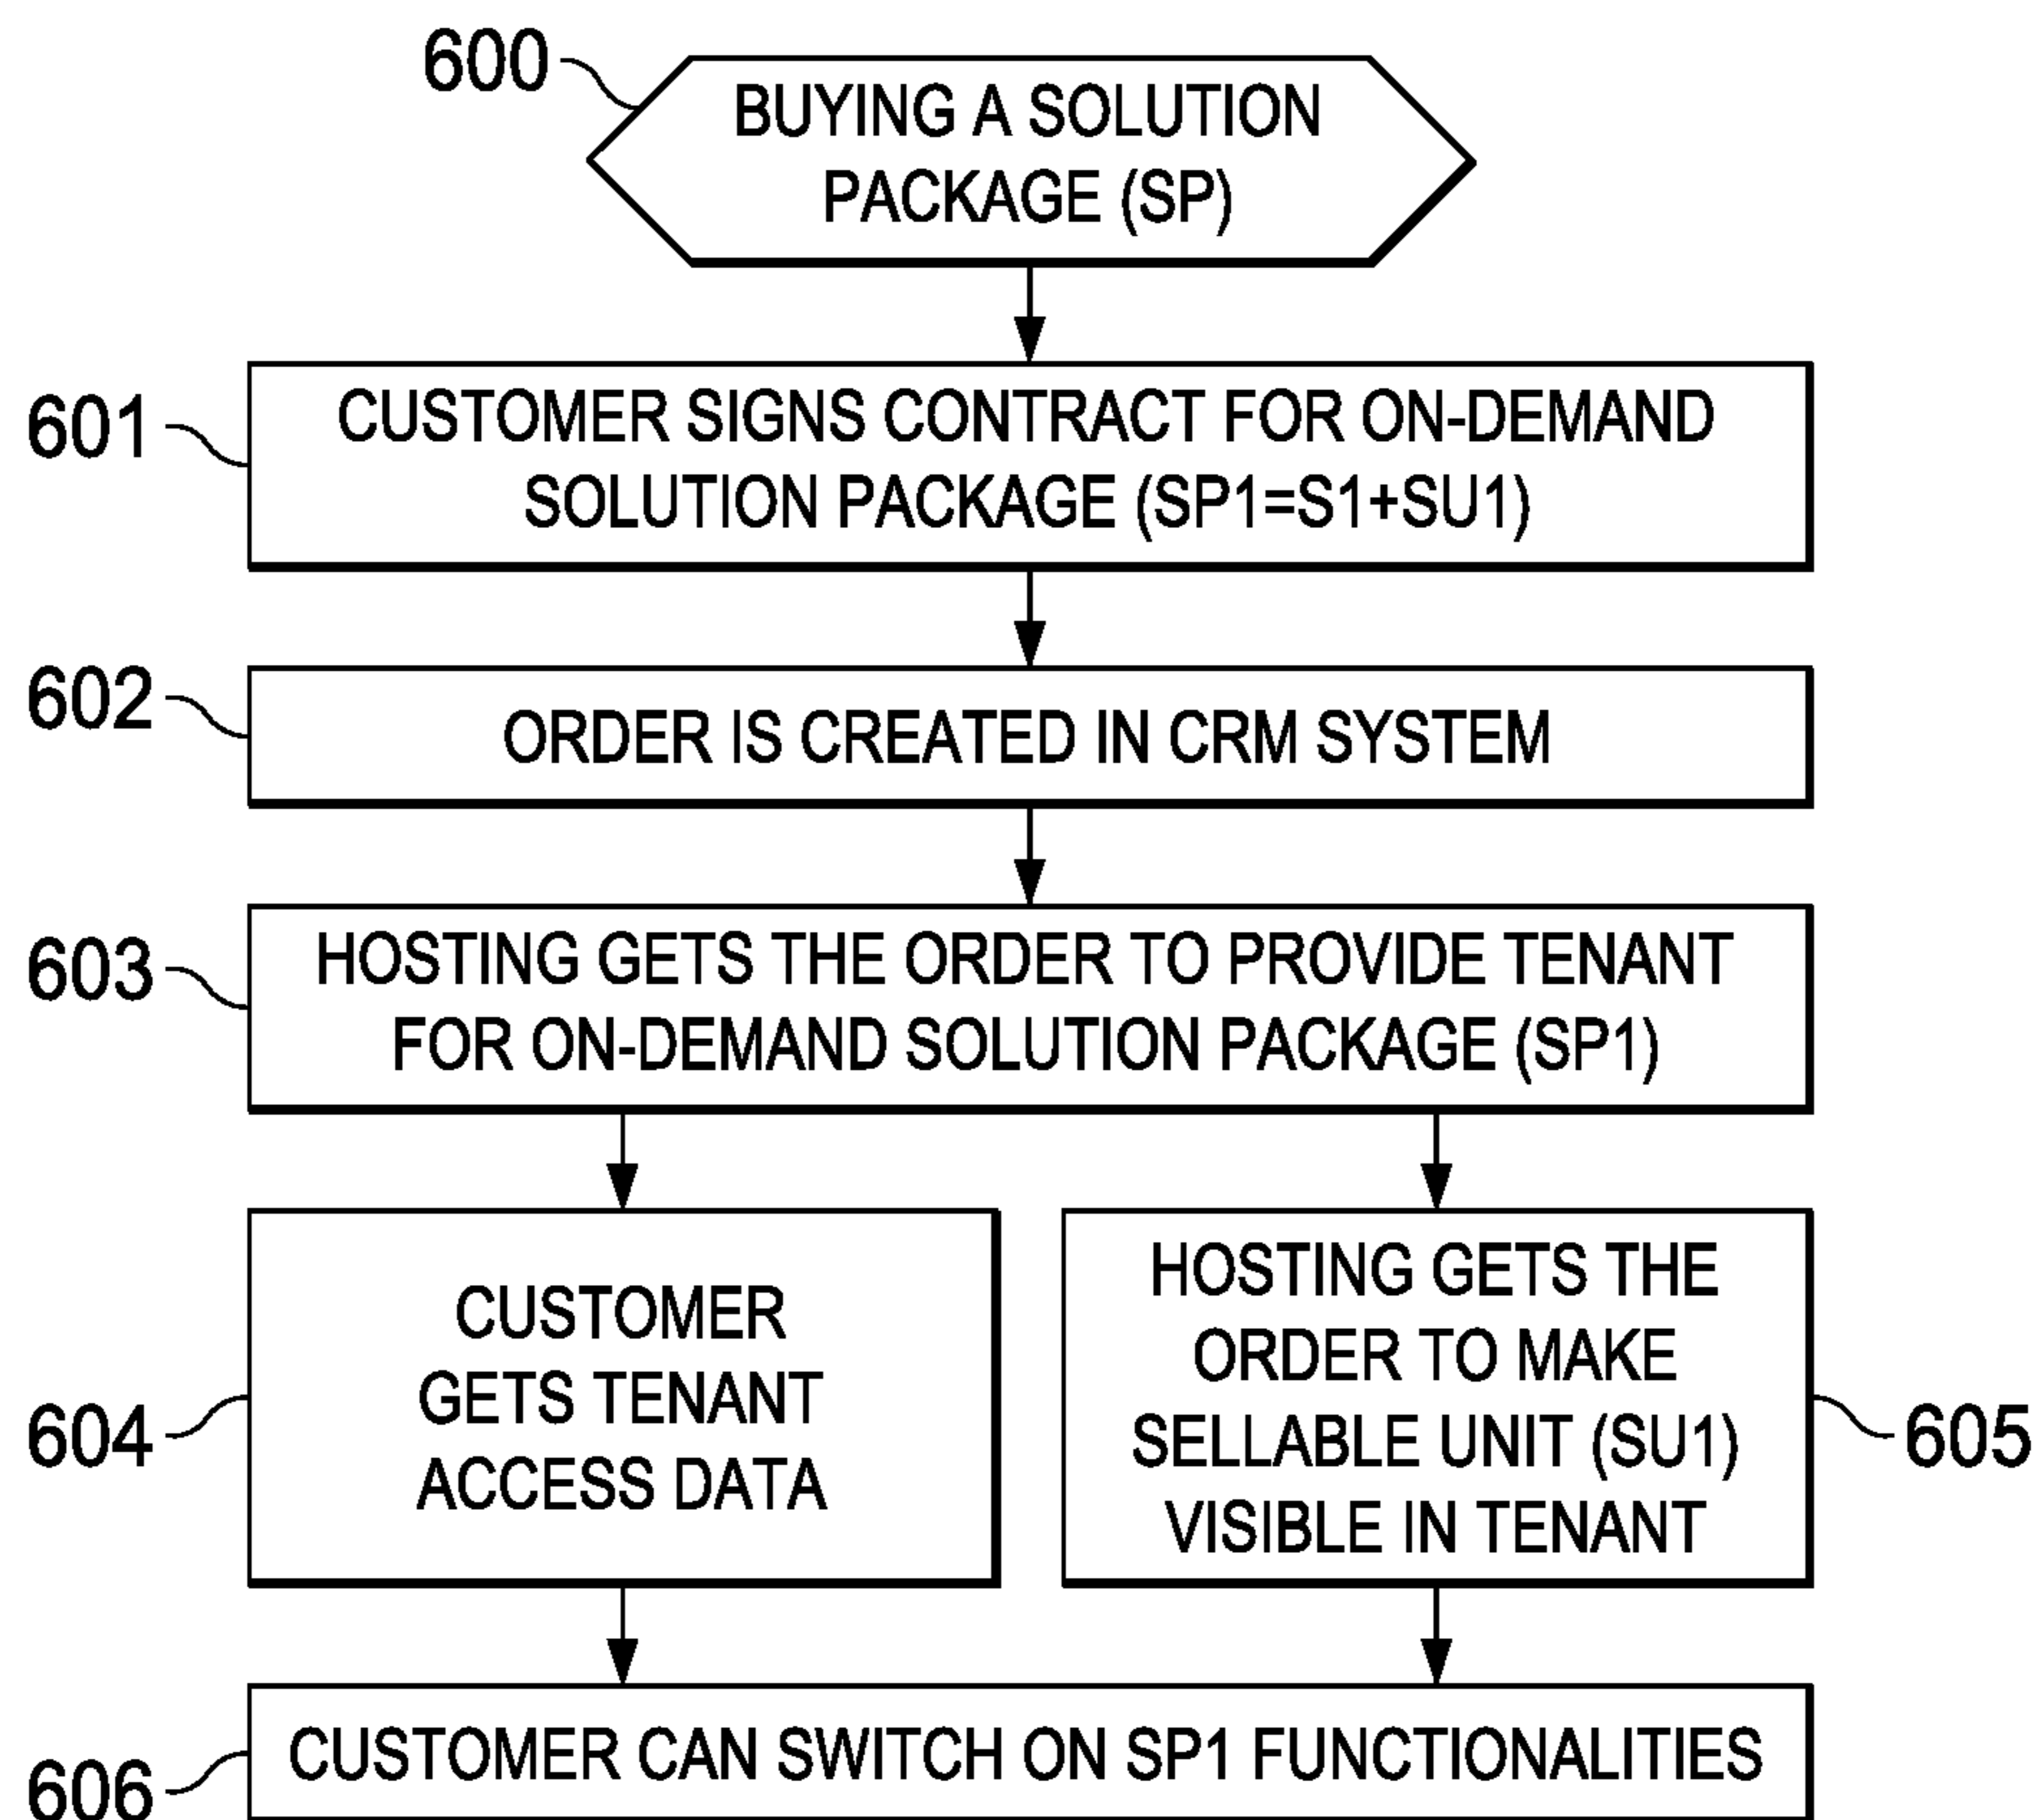 600
BUYING A SOLUTION
PACKAGE (SP)
601
CUSTOMER SIGNS CONTRACT FOR ON-DEMAND
SOLUTION PACKAGE (SP1=S1+SU1)
602
ORDER IS CREATED IN CRM SYSTEM
603
HOSTING GETS THE ORDER TO PROVIDE TENANT
FOR ON-DEMAND SOLUTION PACKAGE (SP1)
604
CUSTOMER
GETS TENANT
ACCESS DATA
HOSTING GETS THE
ORDER TO MAKE
SELLABLE UNIT (SU1)
VISIBLE IN TENANT
605
606
CUSTOMER CAN SWITCH ON SP1 FUNCTIONALITIES